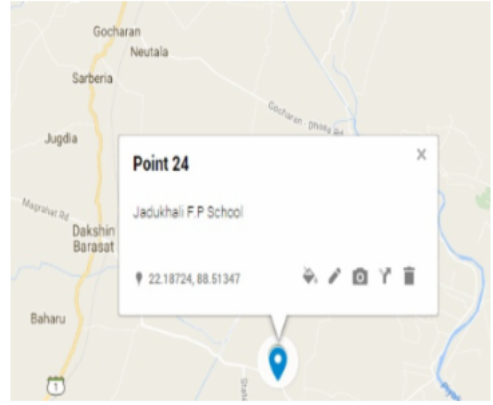 Gocharan
Neutala
Sarberia
Gocharan - Dhosa Rd
Jugdia
Point 24
×
Jadukhali F.P School
Magrahat Rd
Dakshin
Barasat
22.18724, 88.51347
Baharu
1